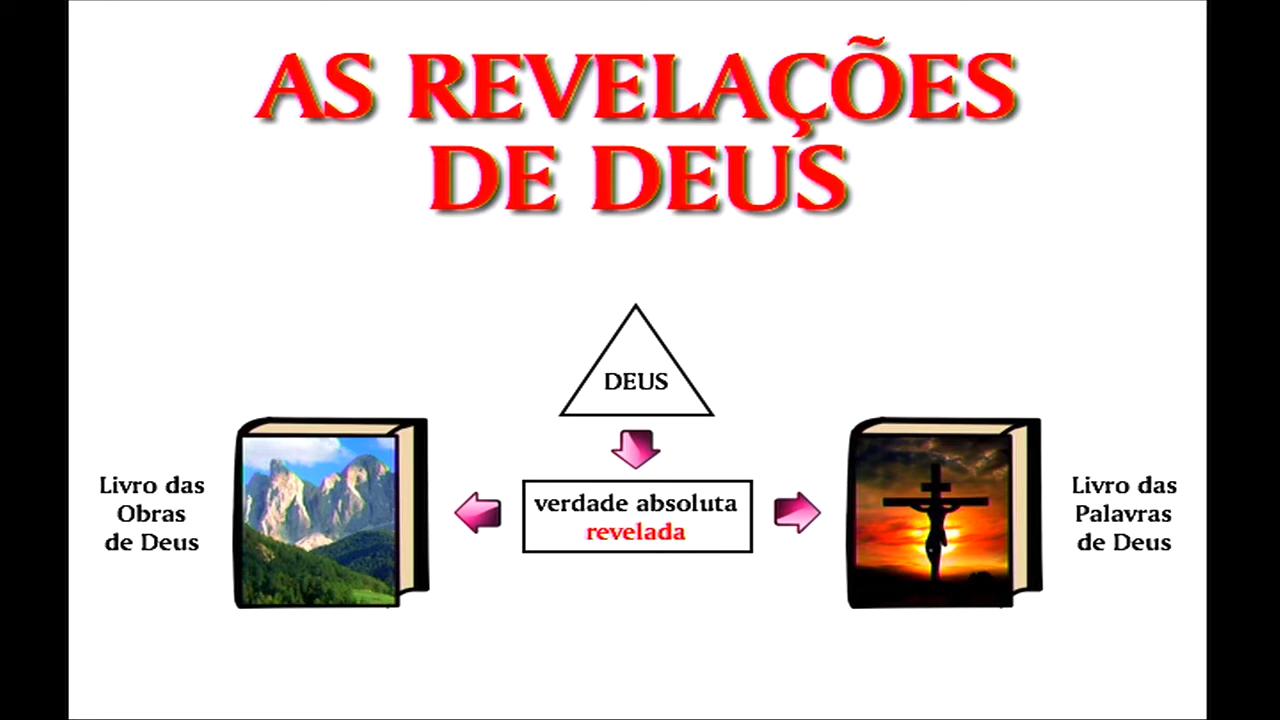 AS REVELAÇÕES
DE DEUS
DEUS
verdade absoluta
revelada
Livro das
Obras
de Deus
Livro das
Palavras
de Deus